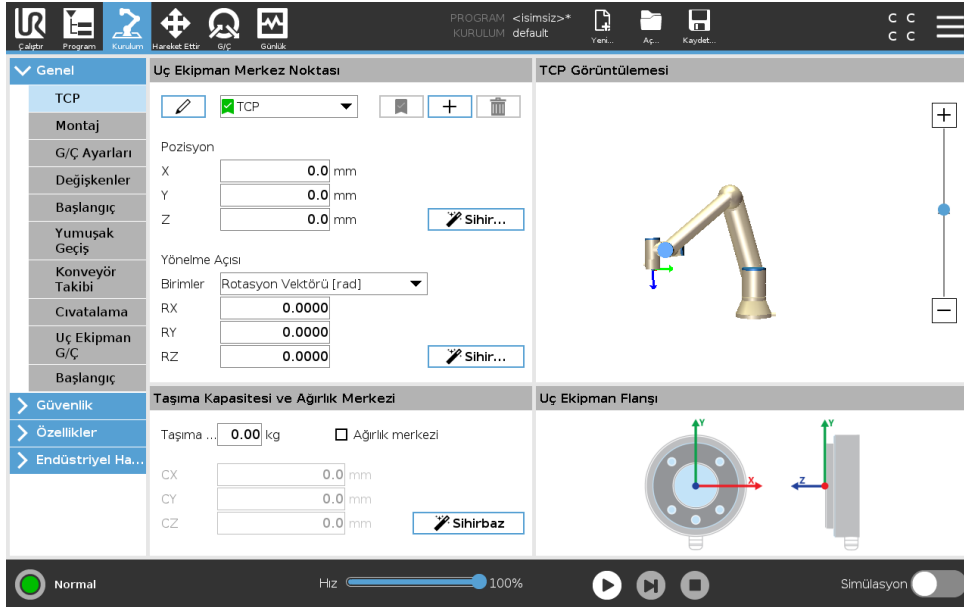 PROGRAM <isimsiz>*
KURULUM default
C C
C C
Çalıştır Program Kurulum Hareket Ettir G/Ç Günlük Yeni... Aç... Kaydet...
Genel
TCP
Montaj
G/Ç Ayarları
Değişkenler
Başlangıç
Yumuşak
Geçiş
Konveyör
Takibi
Cıvatalama
Uç Ekipman
G/Ç
Başlangıç
Güvenlik
Özellikler
Endüstriyel Ha...
Uç Ekipman Merkez Noktası
TCP
Pozisyon
X 0.0 mm
Y 0.0 mm
Z 0.0 mm Sihir...
Yönelme Açısı
Birimler Rotasyon Vektörü [rad]
RX 0.0000
RY 0.0000
RZ 0.0000 Sihir...
Taşıma Kapasitesi ve Ağırlık Merkezi
Taşıma ... 0.00 kg Ağırlık merkezi
CX 0.0 mm
CY 0.0 mm
CZ 0.0 mm Sihirbaz
TCP Görüntülemesi
Uç Ekipman Flanşı
Y Y
X Z
Normal Hız 100% Simülasyon